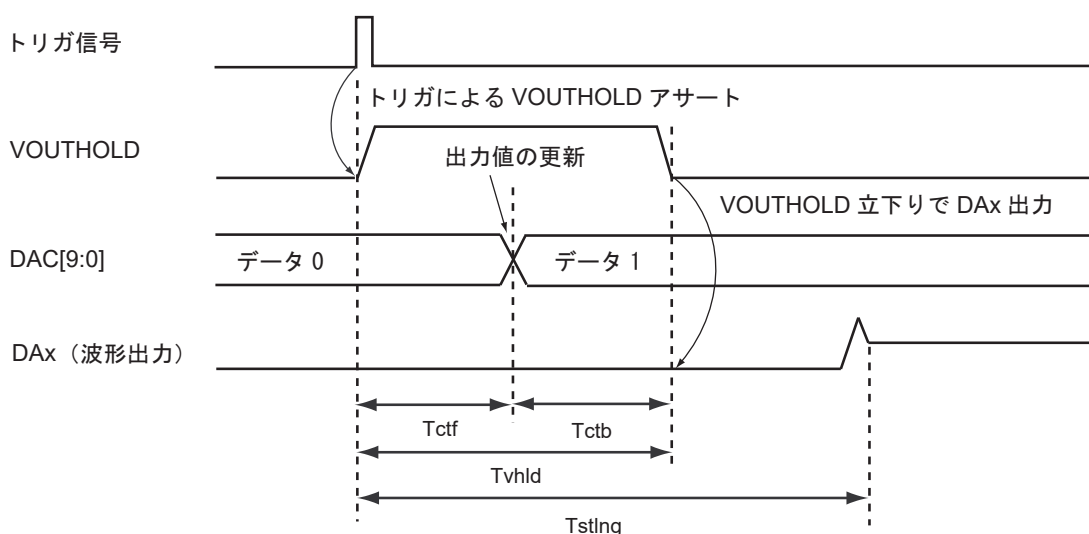 トリガ信号
トリガによる VOUTHOLD アサート
VOUTHOLD
出力値の更新
VOUTHOLD 立下りで DAx 出力
DAC[9:0]
データ 0
データ 1
DAx（波形出力）
Tctf
Tctb
Tvhld
Tstlng